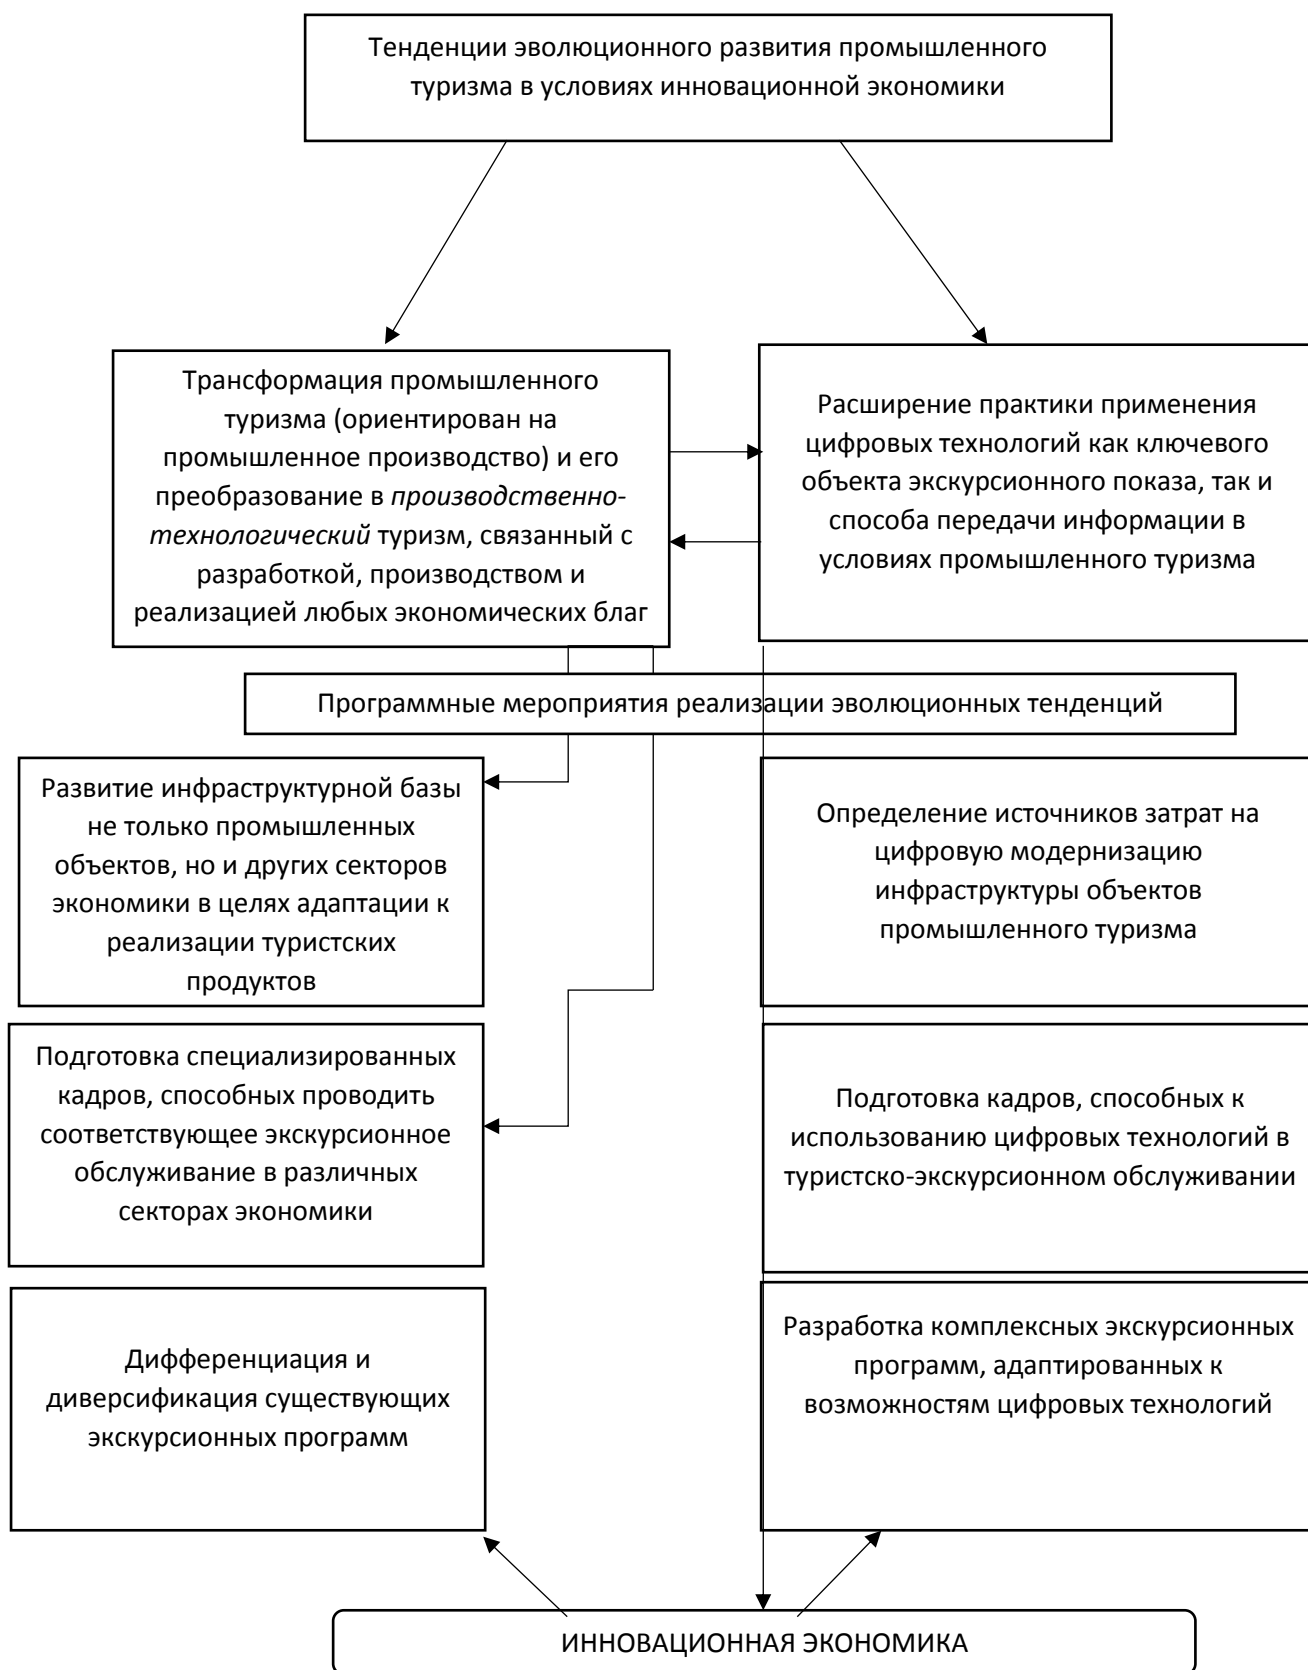 Тенденции эволюционного развития промышленного
туризма в условиях инновационной экономики
Трансформация промышленного
туризма (ориентирован на
промышленное производство) и его
преобразование в производственно-
технологический туризм, связанный с
разработкой, производством и
реализацией любых экономических благ
Расширение практики применения
цифровых технологий как ключевого
объекта экскурсионного показа, так и
способа передачи информации в
условиях промышленного туризма
Программные мероприятия реализации эволюционных тенденций
Развитие инфраструктурной базы
не только промышленных
объектов, но и других секторов
экономики в целях адаптации к
реализации туристских
продуктов
Определение источников затрат на
цифровую модернизацию
инфраструктуры объектов
промышленного туризма
Подготовка специализированных
кадров, способных проводить
соответствующее экскурсионное
обслуживание в различных
секторах экономики
Подготовка кадров, способных к
использованию цифровых технологий в
туристско-экскурсионном обслуживании
Дифференциация и
диверсификация существующих
экскурсионных программ
Разработка комплексных экскурсионных
программ, адаптированных к
возможностям цифровых технологий
ИННОВАЦИОННАЯ ЭКОНОМИКА